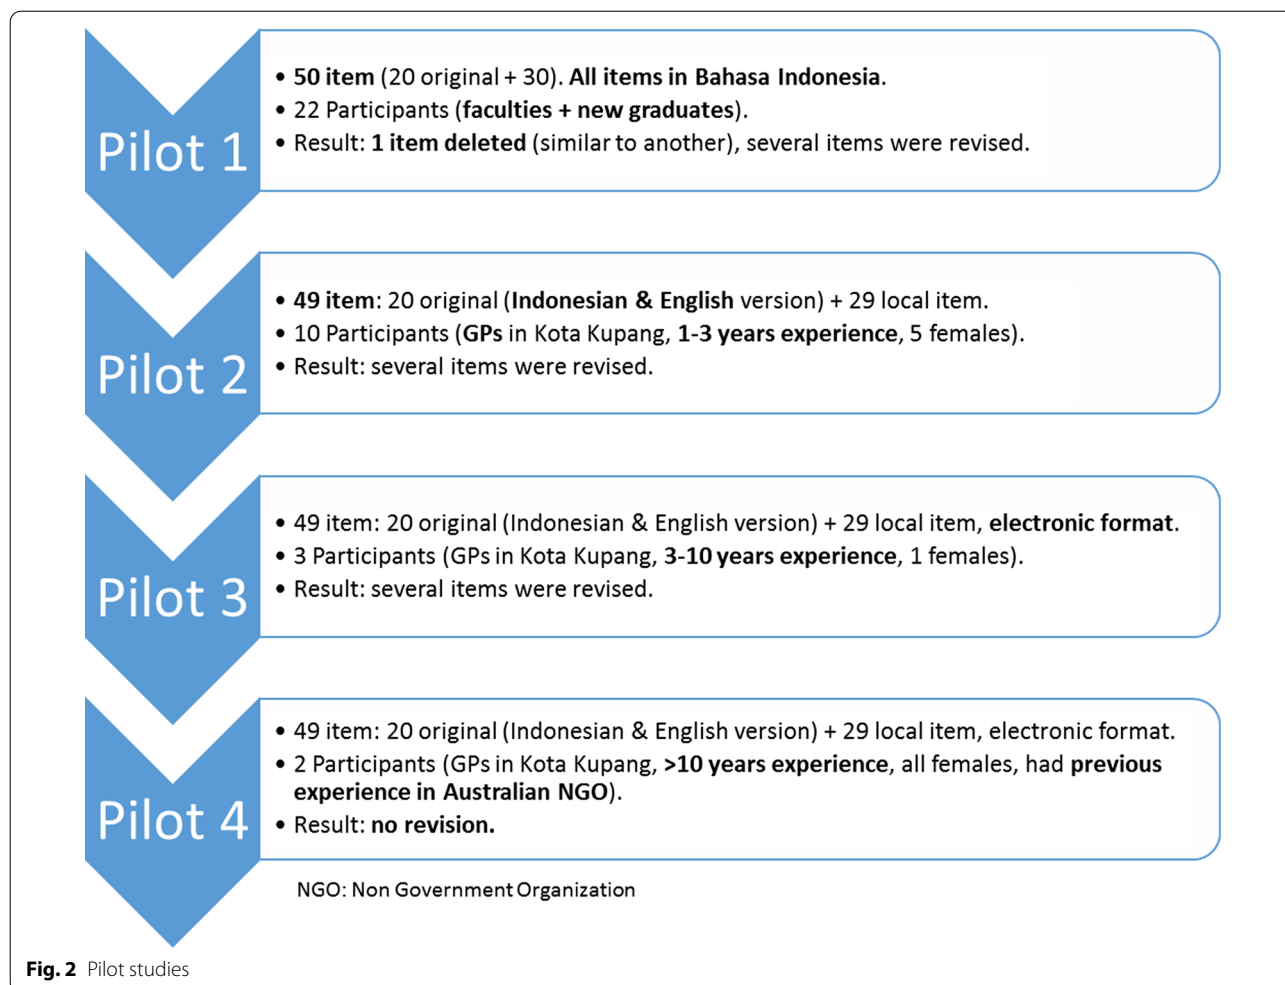 Pilot 1
• 50 item (20 original + 30). All items in Bahasa Indonesia.
• 22 Participants (faculties + new graduates).
• Result: 1 item deleted (similar to another), several items were revised.
Pilot 2
• 49 item: 20 original (Indonesian & English version) + 29 local item.
• 10 Participants (GPs in Kota Kupang, 1-3 years experience, 5 females).
• Result: several items were revised.
Pilot 3
• 49 item: 20 original (Indonesian & English version) + 29 local item, electronic format.
• 3 Participants (GPs in Kota Kupang, 3-10 years experience, 1 females).
• Result: several items were revised.
Pilot 4
• 49 item: 20 original (Indonesian & English version) + 29 local item, electronic format.
• 2 Participants (GPs in Kota Kupang, >10 years experience, all females, had previous
experience in Australian NGO).
• Result: no revision.
NGO: Non Government Organization
Fig. 2 Pilot studies